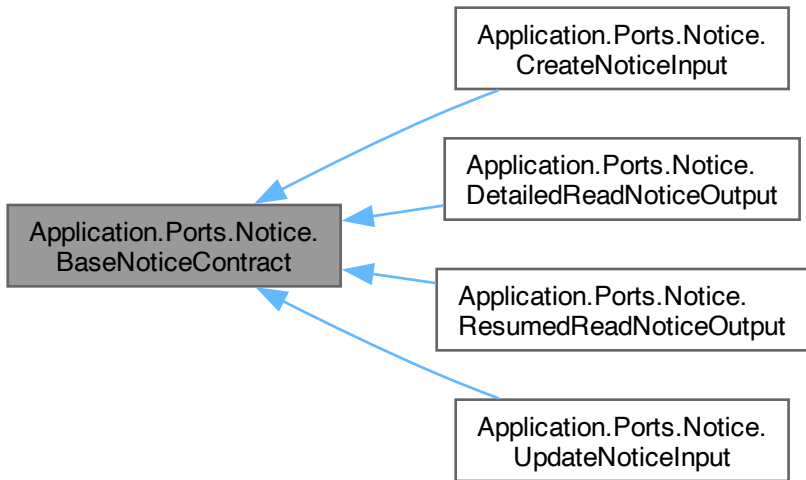 Application.Ports.Notice.
CreateNoticeInput
Application.Ports.Notice.
DetailedReadNoticeOutput
Application.Ports.Notice.
BaseNoticeContract
Application.Ports.Notice.
ResumedReadNoticeOutput
Application.Ports.Notice.
UpdateNoticeInput